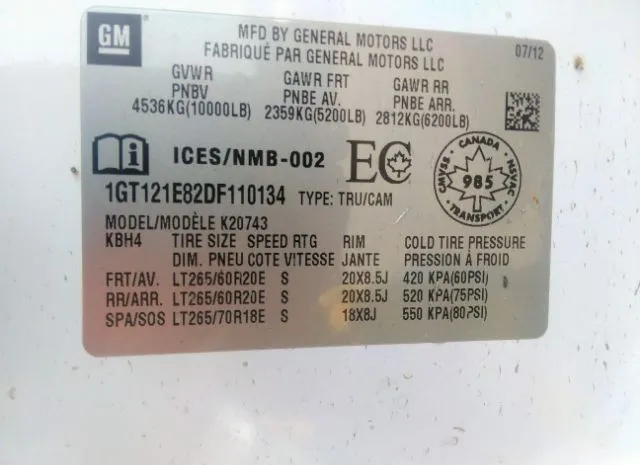 GM
MFD BY GENERAL MOTORS LLC
FABRIQUÉ PAR GENERAL MOTORS LLC
07/12
GVWR GAWR FRT GAWR RR
PNBV PNBE AV. PNBE ARR.
4536KG(10000LB) 2359KG(5200LB) 2812KG(6200LB)
ICES/NMB-002 EC
CANADA CMVSS NSVAC 985 TRANSPORT
1GT121E82DF110134 TYPE: TRU/CAM
MODEL/MODÈLE K20743
KBH4 TIRE SIZE SPEED RTG RIM COLD TIRE PRESSURE
DIM. PNEU COTE VITESSE JANTE PRESSION À FROID
FRT/AV. LT265/60R20E S 20X8.5J 420 KPA(60PSI)
RR/ARR. LT265/60R20E S 20X8.5J 520 KPA(75PSI)
SPA/SOS LT265/70R18E S 18X8J 550 KPA(80PSI)